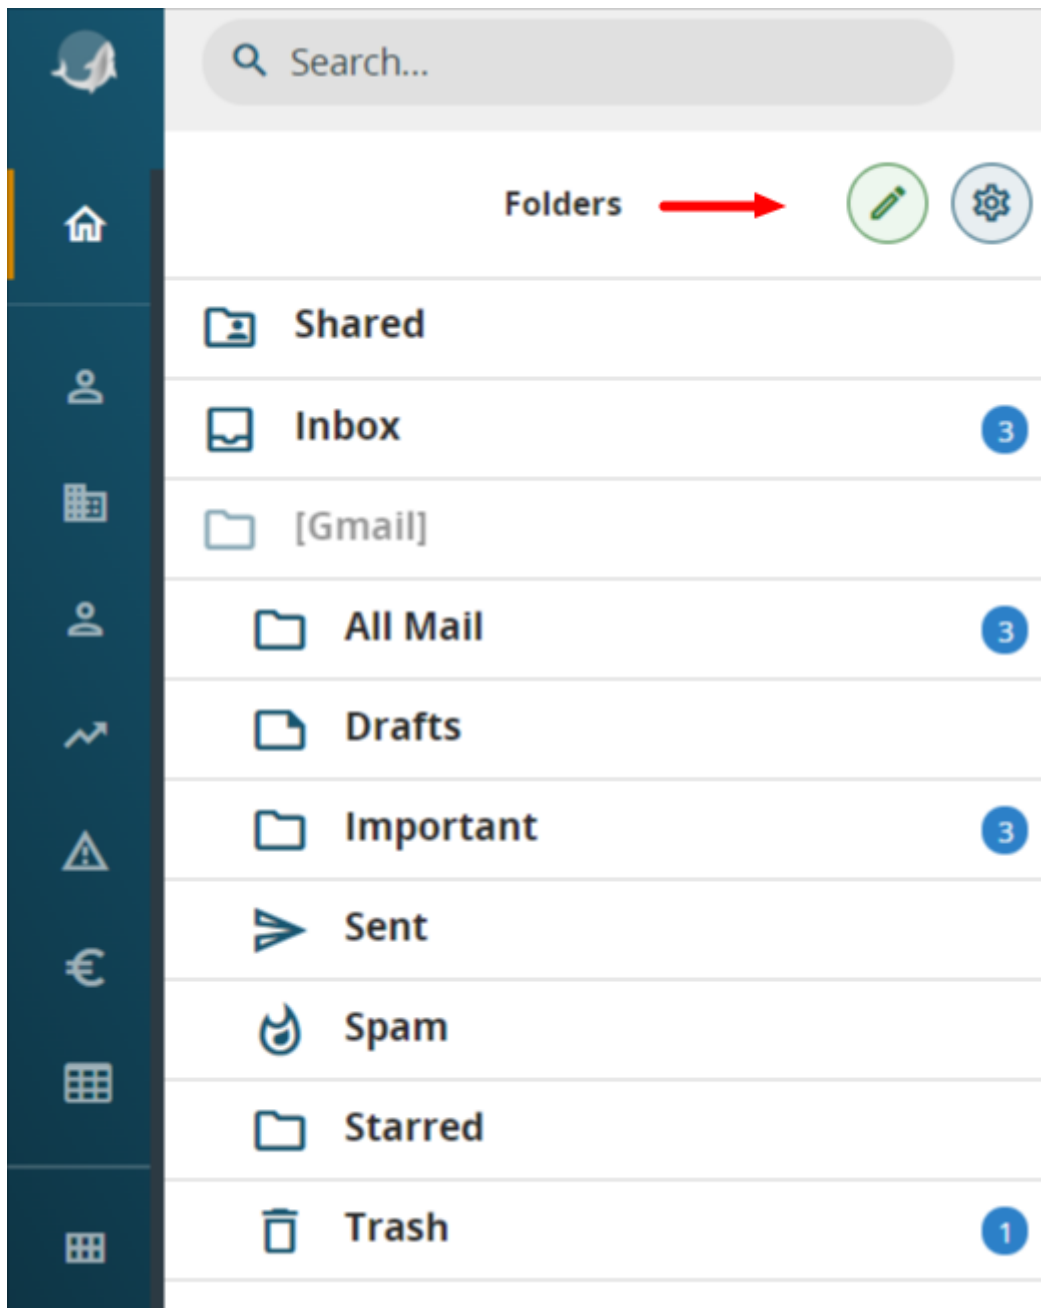 Search...
Folders
Shared
Inbox 3
[Gmail]
All Mail 3
Drafts
Important 3
Sent
Spam
Starred
Trash 1